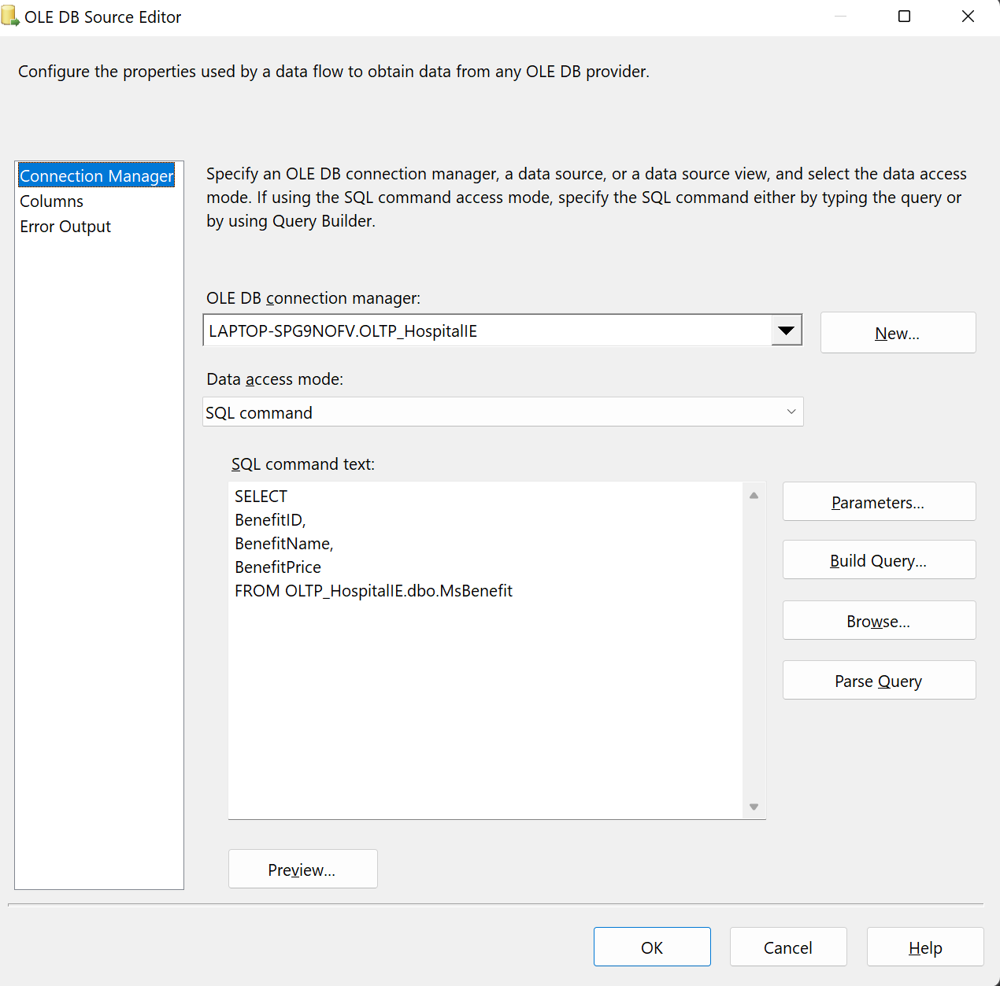 OLE DB Source Editor
Configure the properties used by a data flow to obtain data from any OLE DB provider.
Connection Manager
Columns
Error Output
Specify an OLE DB connection manager, a data source, or a data source view, and select the data access
mode. If using the SQL command access mode, specify the SQL command either by typing the query or
by using Query Builder.
OLE DB connection manager:
LAPTOP-SPG9NOFV.OLTP_HospitalIE
New...
Data access mode:
SQL command
SQL command text:
SELECT
BenefitID,
BenefitName,
BenefitPrice
FROM OLTP_HospitalIE.dbo.MsBenefit
Parameters...
Build Query...
Browse...
Parse Query
Preview...
OK
Cancel
Help